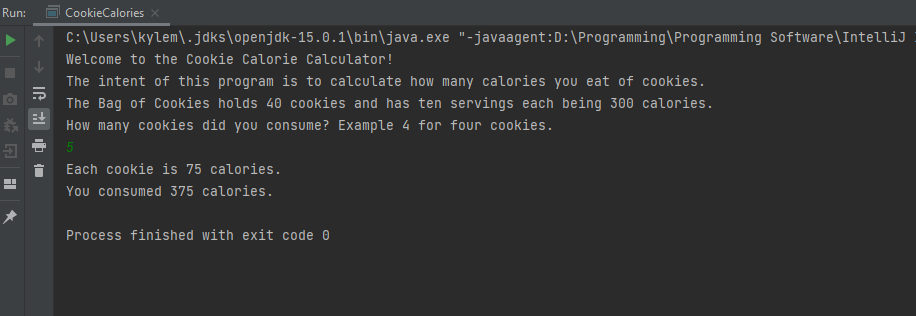 Run: CookieCalories
C:\Users\kylem\.jdks\openjdk-15.0.1\bin\java.exe "-javaagent:D:\Programming\Programming Software\IntelliJ
Welcome to the Cookie Calorie Calculator!
The intent of this program is to calculate how many calories you eat of cookies.
The Bag of Cookies holds 40 cookies and has ten servings each being 300 calories.
How many cookies did you consume? Example 4 for four cookies.
5
Each cookie is 75 calories.
You consumed 375 calories.
Process finished with exit code 0